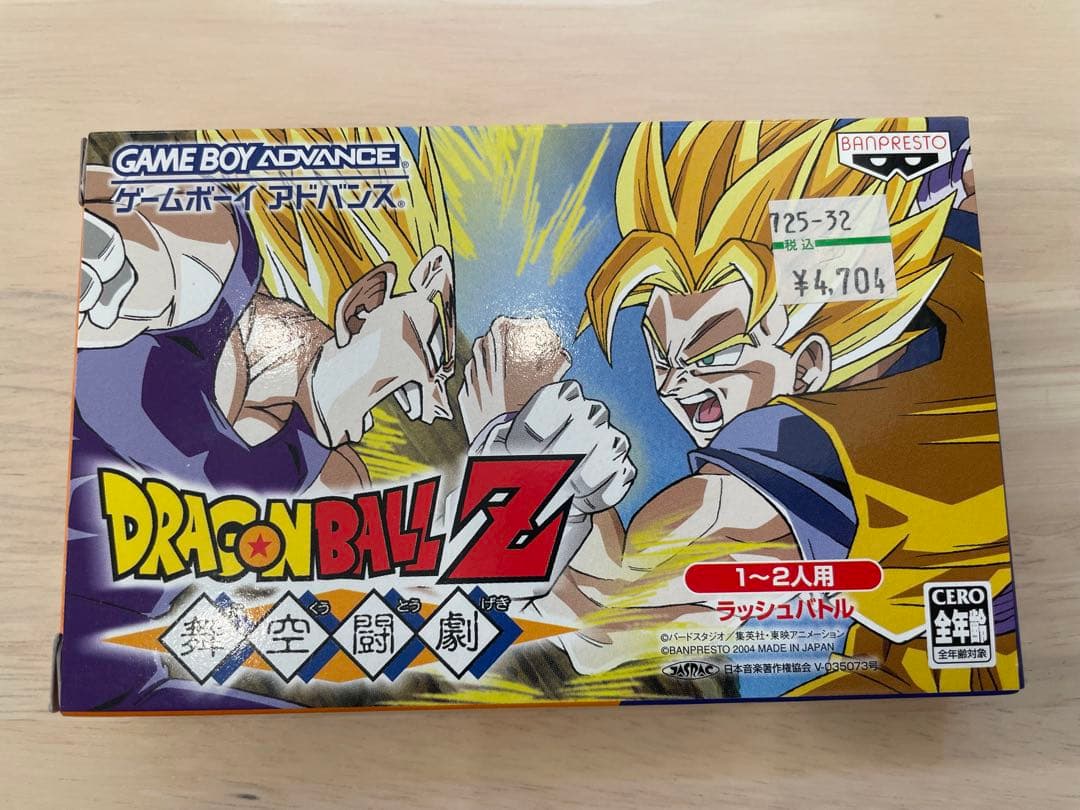 GAME BOY ADVANCE
ゲームボーイ アドバンス
BANPRESTO
725-32
税込
¥4,704
DRAGONBALL Z
くう とう げき
舞空闘劇
1〜2人用
ラッシュバトル
©バードスタジオ/集英社・東映アニメーション
©BANPRESTO 2004 MADE IN JAPAN
JASRAC 日本音楽著作権協会 V-035073号
CERO
全年齢
全年齢対象